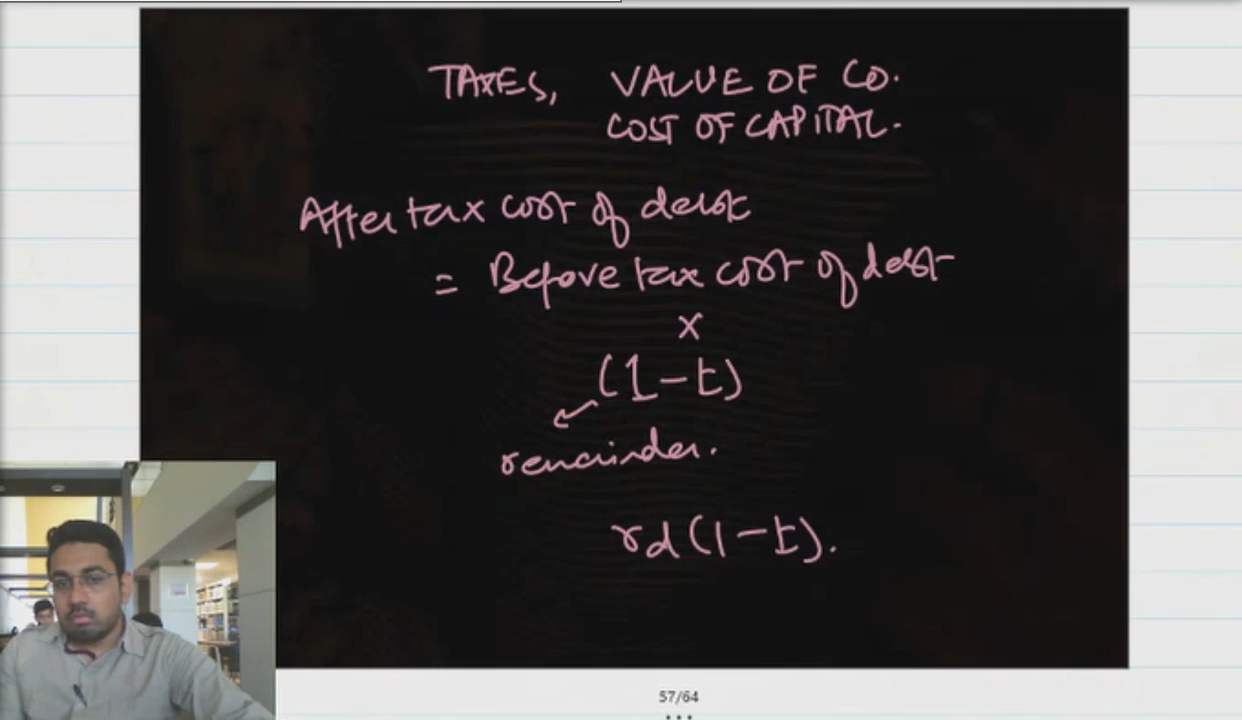 TAXES, VALUE OF CO.
COST OF CAPITAL.
After tax cost of debt
= Before tax cost of debt
x
(1-t)
remainder.
rd(1-t).
57/64